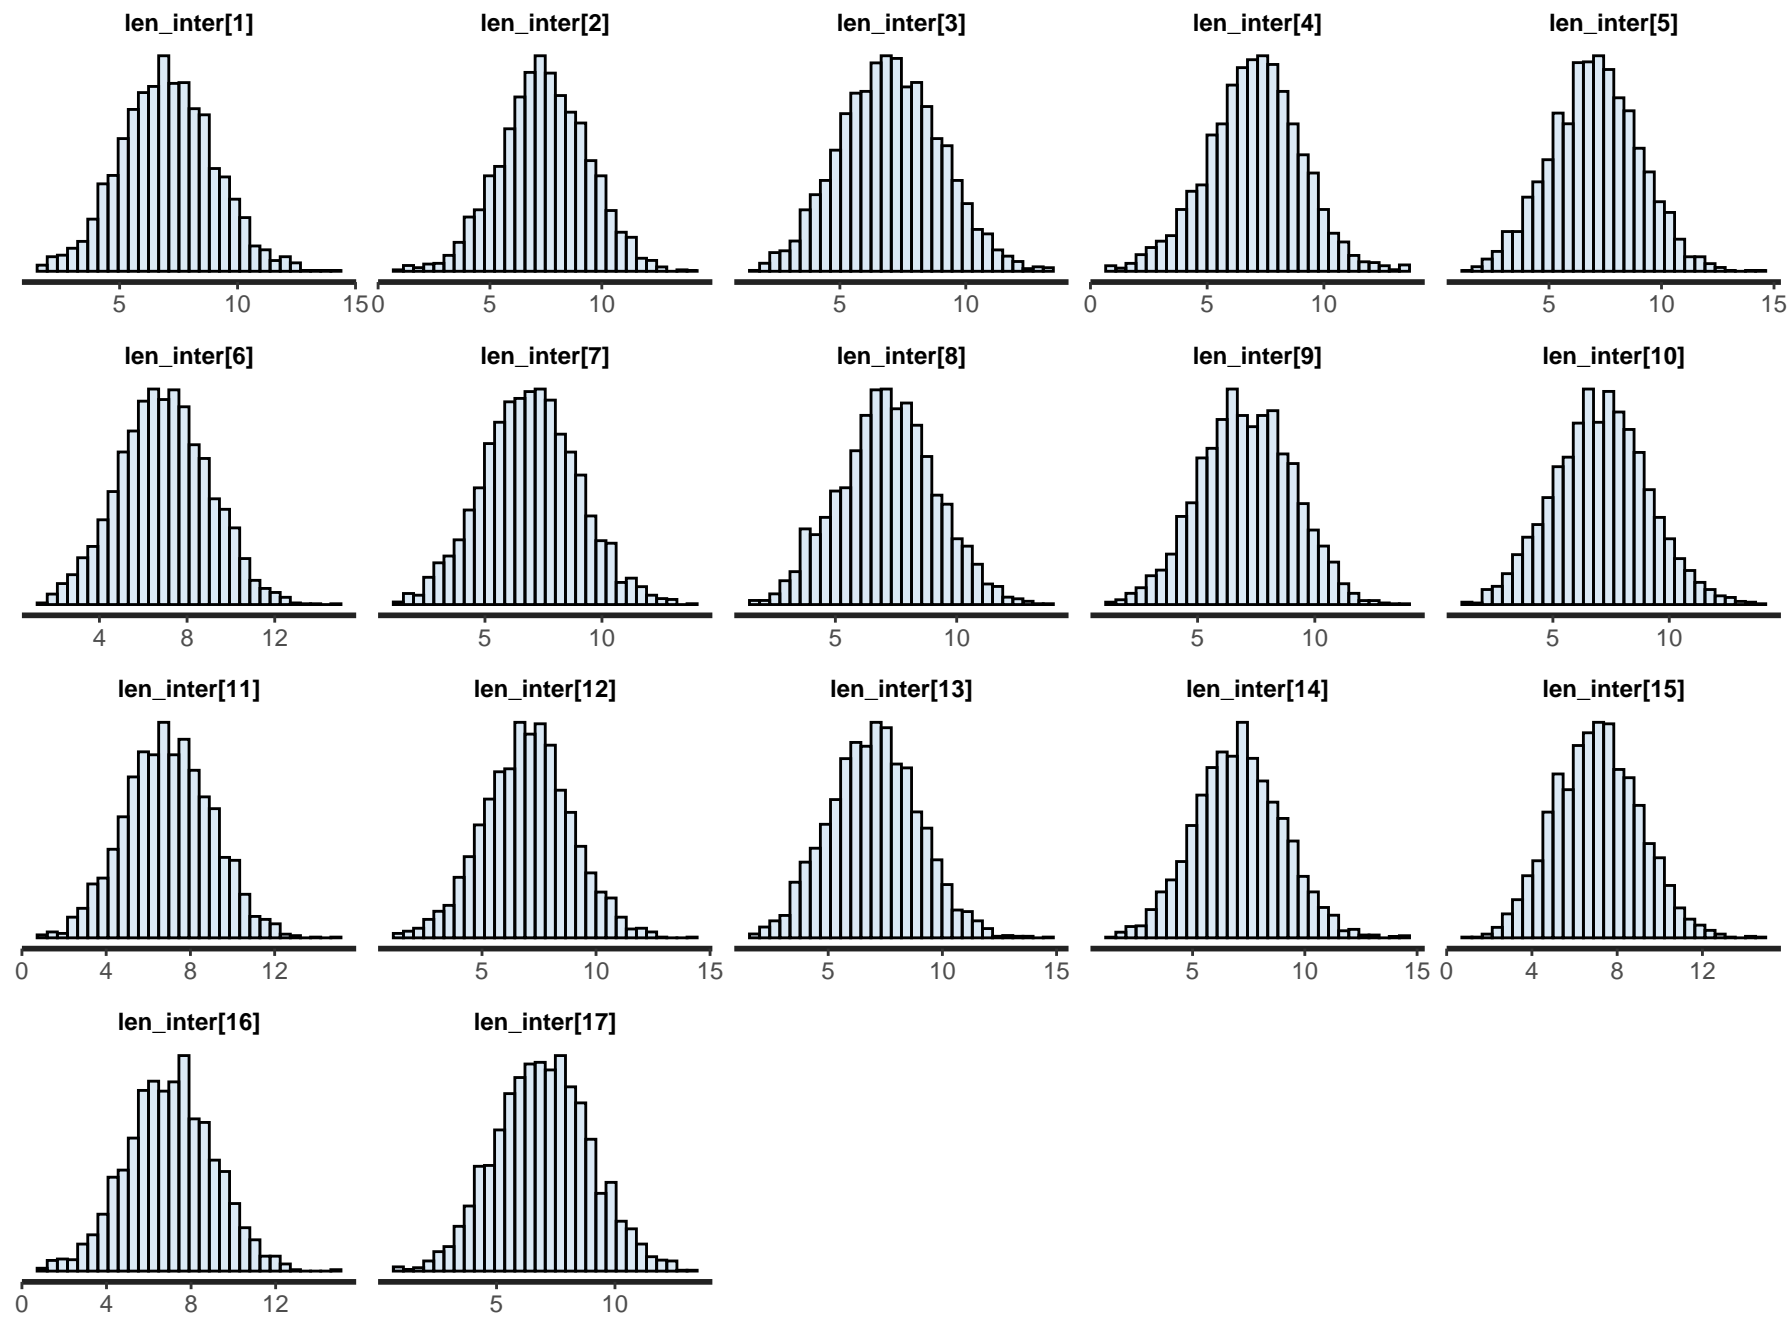 len_inter[1] len_inter[2] len_inter[3] len_inter[4] len_inter[5]
5 10 15 5 10 5 10 0 5 10 5 10 15
len_inter[6] len_inter[7] len_inter[8] len_inter[9] len_inter[10]
4 8 12 5 10 5 10 5 10 5 10
len_inter[11] len_inter[12] len_inter[13] len_inter[14] len_inter[15]
0 4 8 12 5 10 15 5 10 15 5 10 15 0 4 8 12
len_inter[16] len_inter[17]
0 4 8 12 5 10